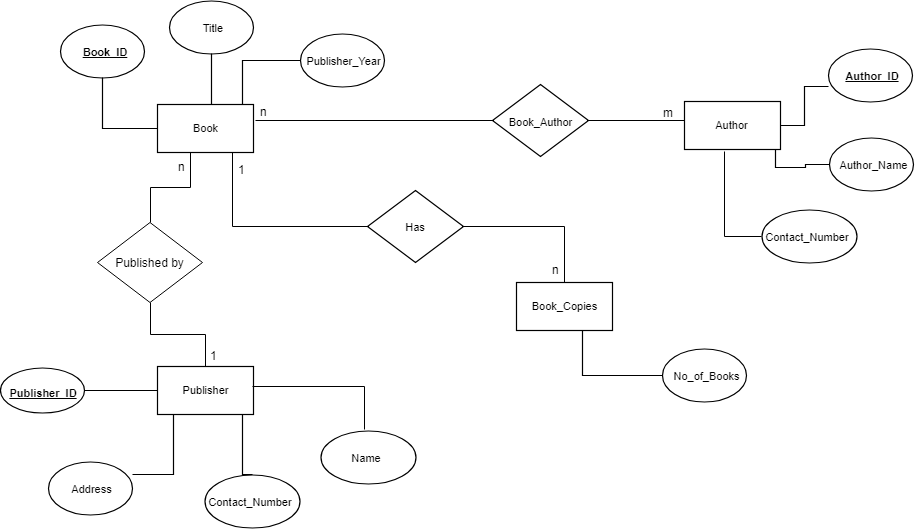 Title
Book_ID
Publisher_Year
Author_ID
Book
n
Book_Author
m
Author
n
1
Author_Name
Has
Contact_Number
Published by
n
Book_Copies
1
Publisher
Publisher_ID
No_of_Books
Name
Address
Contact_Number